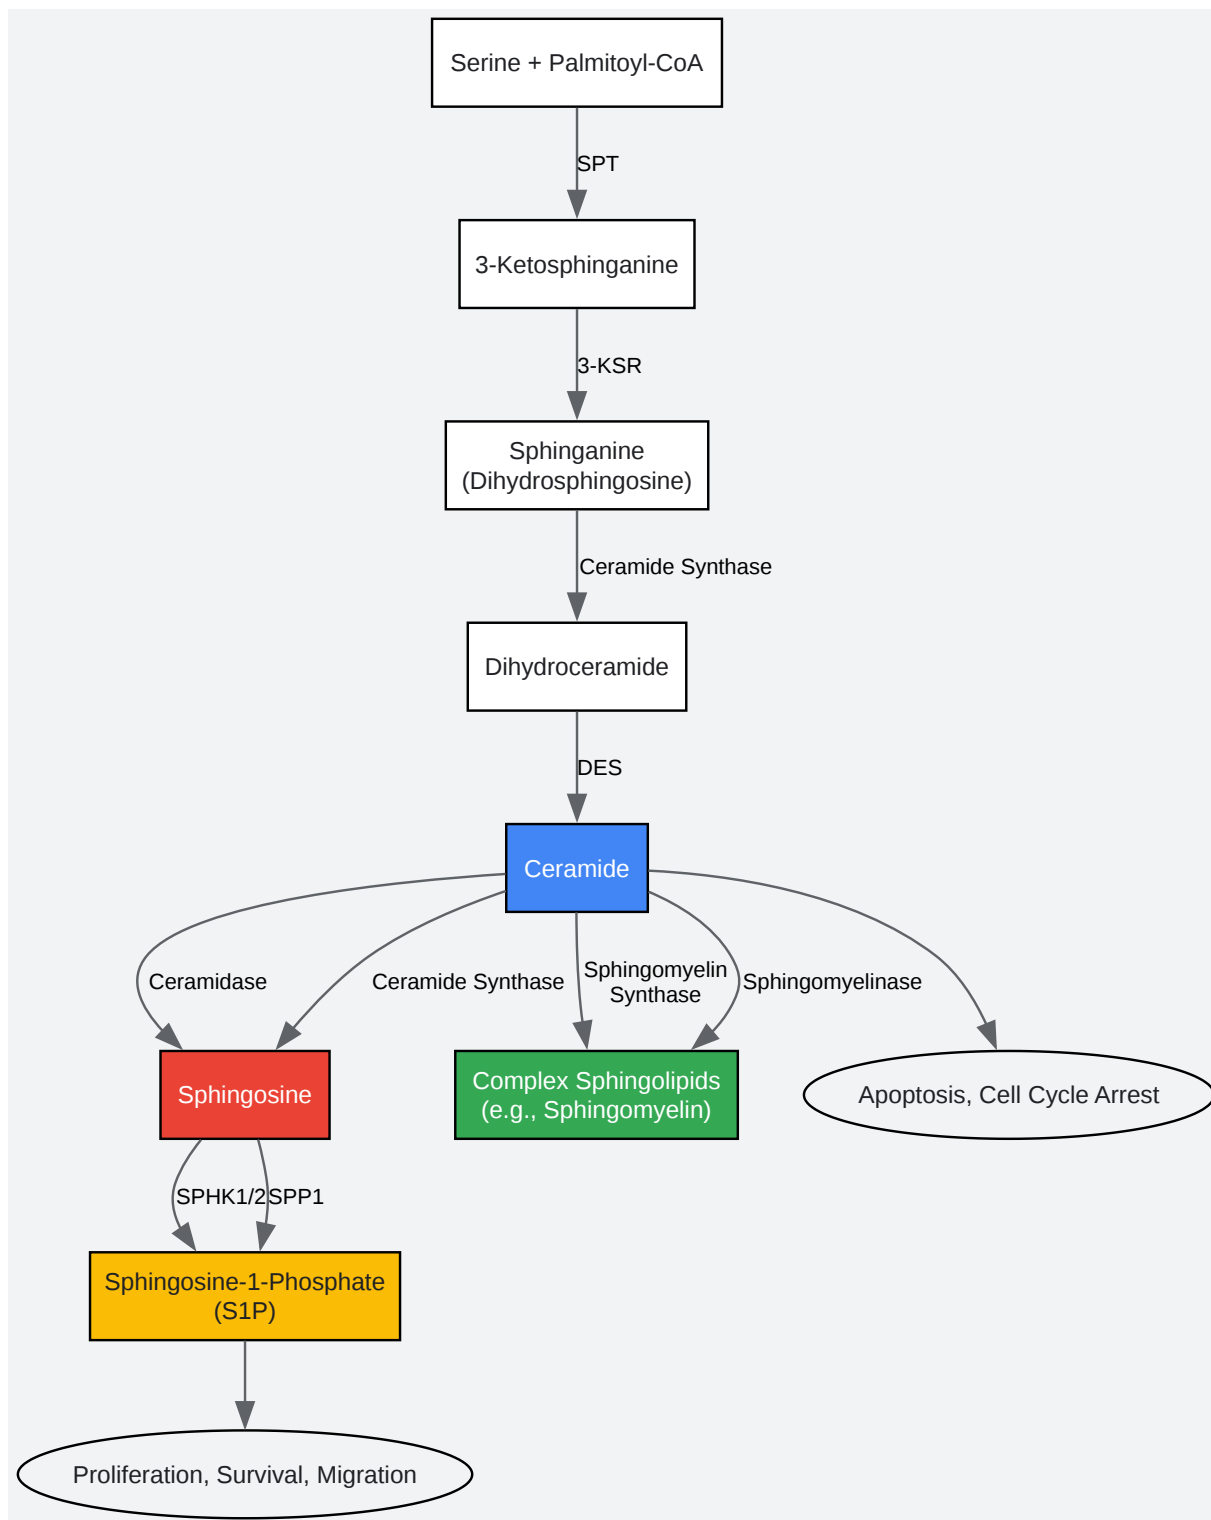 Serine + Palmitoyl-CoA
SPT
3-Ketosphinganine
3-KSR
Sphinganine
(Dihydrosphingosine)
Ceramide Synthase
Dihydroceramide
DES
Ceramide
Ceramidase
Ceramide Synthase
Sphingomyelin
Synthase
Sphingomyelinase
Sphingosine
Complex Sphingolipids
(e.g., Sphingomyelin)
Apoptosis, Cell Cycle Arrest
SPHK1/2
SPP1
Sphingosine-1-Phosphate
(S1P)
Proliferation, Survival, Migration